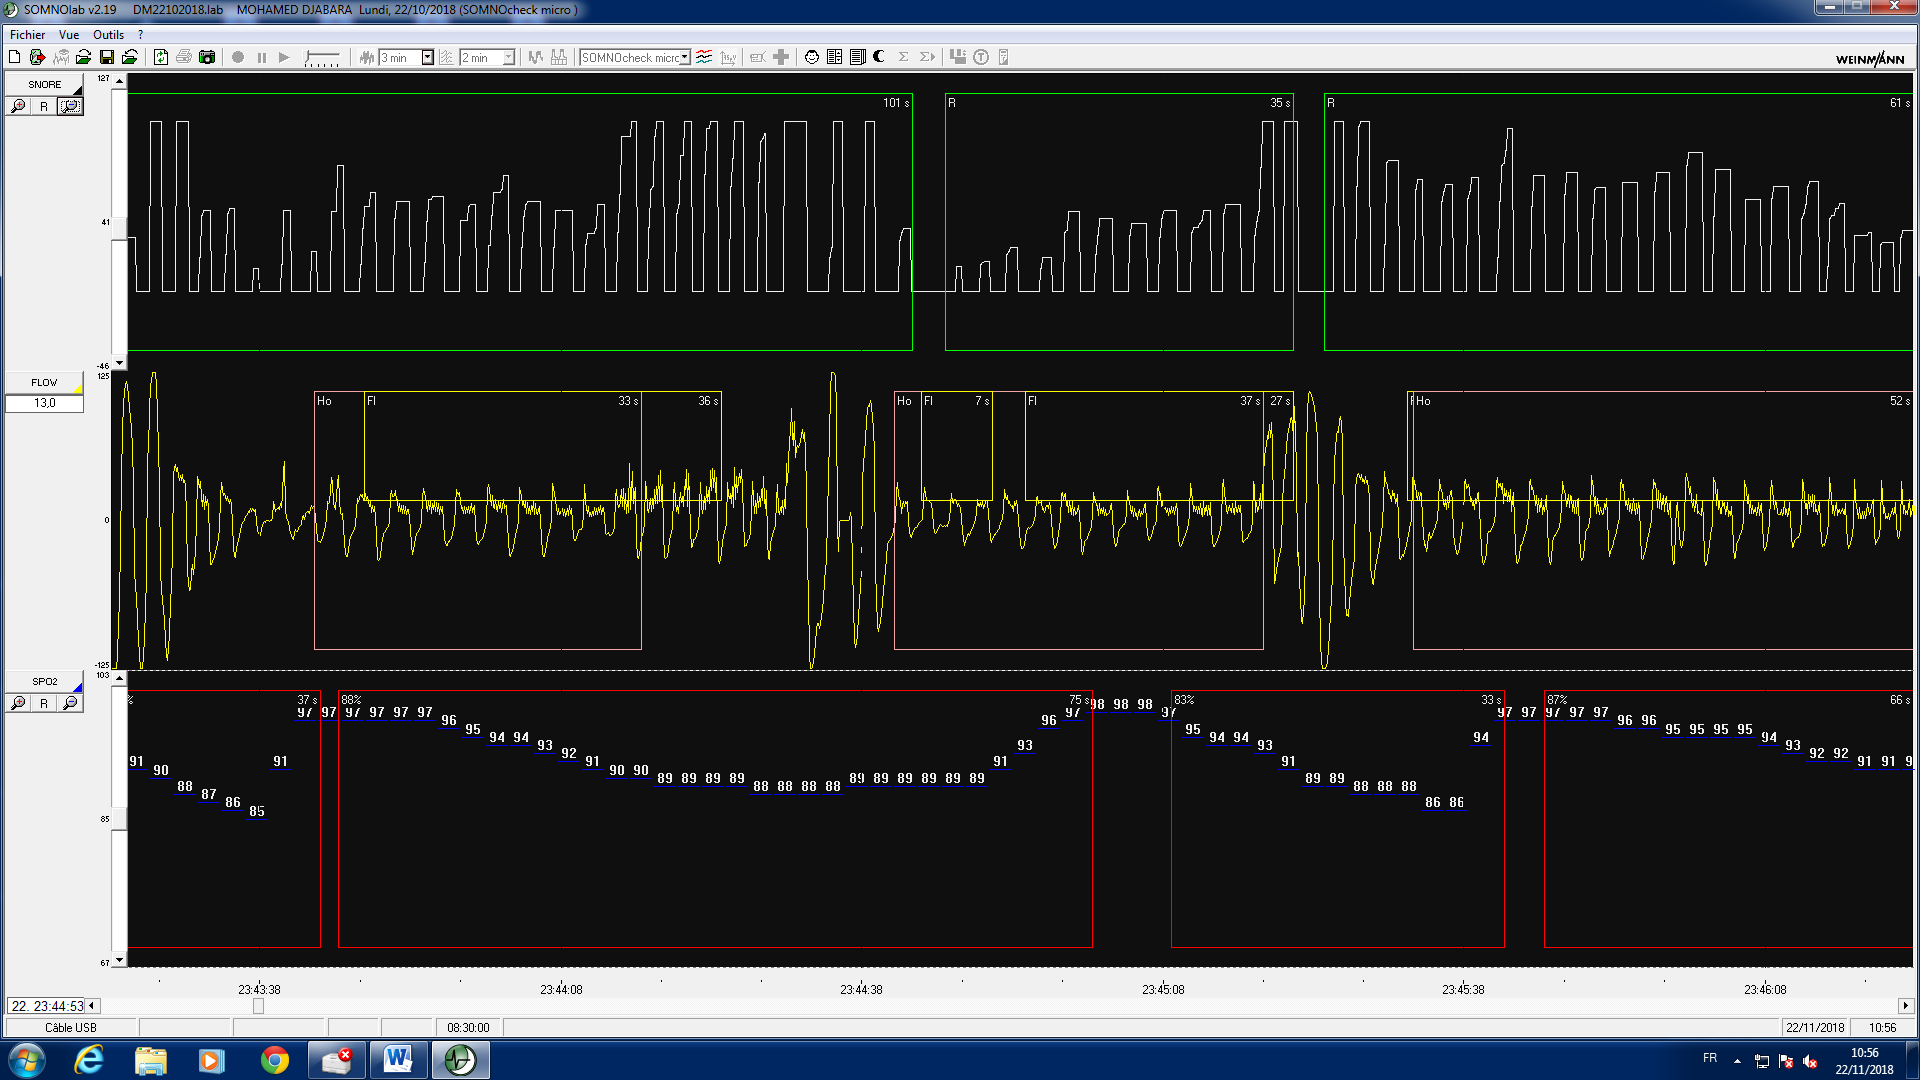 SOMNOlab v2.19 DM22102018.lab MOHAMED DJABARA Lundi, 22/10/2018 (SOMNOcheck micro )
Fichier Vue Outils ?
3 min 2 min SOMNOcheck micro
WEINMANN
SNORE
R
127
41
-46
101 s
R 35 s
R 61 s
FLOW
13,0
125
0
-125
Ho Fl 33 s 36 s
Ho Fl 7 s Fl 37 s 27 s
Ho 52 s
SPO2
R
103
85
67
% 37 s 88% 75 s 83% 33 s 87% 66 s
91 90 88 87 86 85 91 97 97
97 97 97 97 96 95 94 94 93 92 91 90 90 89 89 89 89 88 88 88 88 89 89 89 89 89 89 91 93 96 97
98 98 98 97
95 94 94 93 91 89 89 88 88 88 86 86 94 97 97
97 97 97 96 96 95 95 95 95 94 93 92 92 91 91
23:43:38 23:44:08 23:44:38 23:45:08 23:45:38 23:46:08
22. 23:44:53
Câble USB 08:30:00 22/11/2018 10:56
FR 10:56
22/11/2018